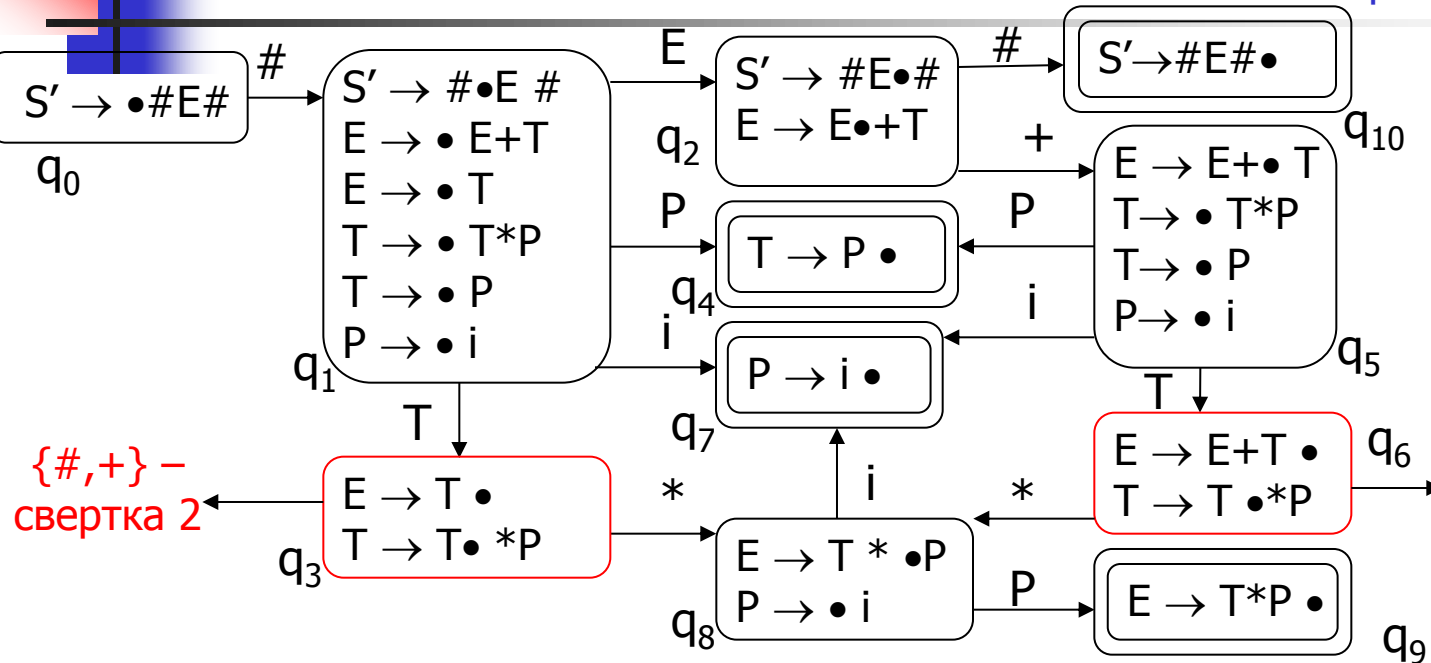 S′ → •#E#
q0
#
S′ → #•E #
E → • E+T
E → • T
T → • T*P
T → • P
P → • i
q1
E
S′ → #E•#
E → E•+T
q2
#
S′→#E#•
q10
+
E → E+• T
T→ • T*P
T→ • P
P→ • i
q5
P
T → P •
q4
P
i
P → i •
q7
i
T
{#,+} –
свертка 2
E → T •
T → T• *P
q3
*
E → T * •P
P → • i
q8
i
*
T
E → E+T •
T → T •*P
q6
P
E → T*P •
q9